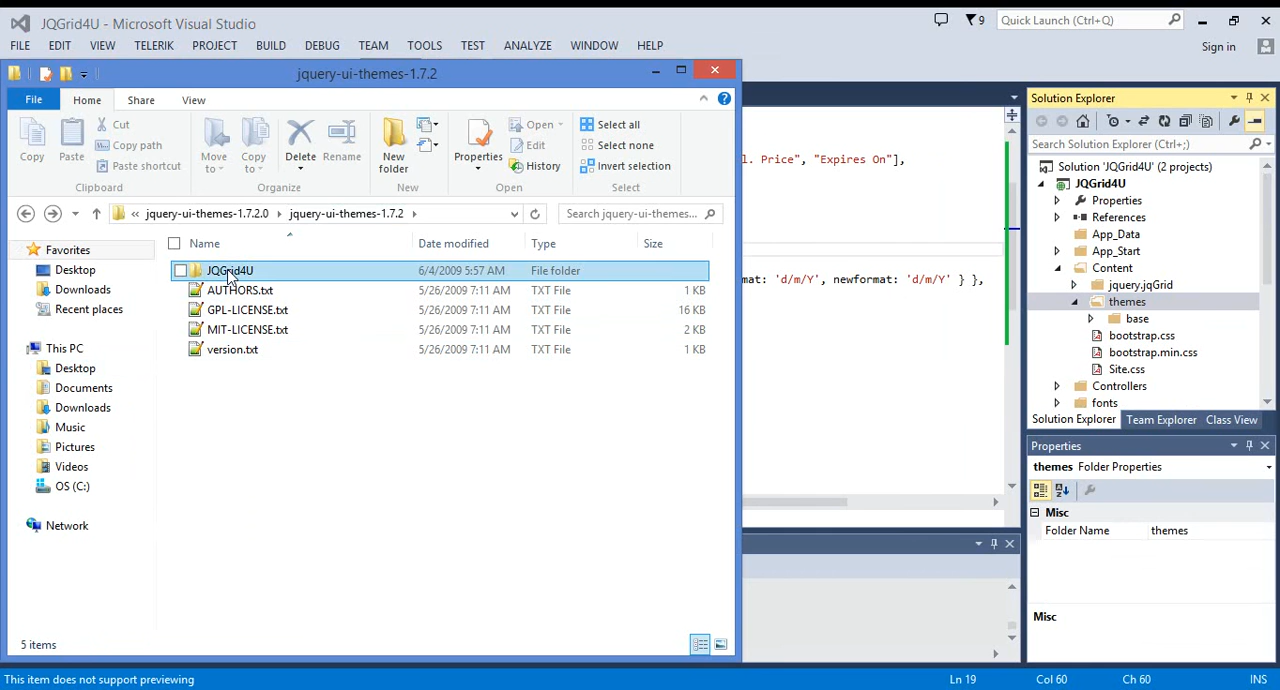 JQGrid4U - Microsoft Visual Studio
9
Quick Launch (Ctrl+Q)
FILE EDIT VIEW TELERIK PROJECT BUILD DEBUG TEAM TOOLS TEST ANALYZE WINDOW HELP
Sign in
jquery-ui-themes-1.7.2
File Home Share View
Copy
Paste
Cut
Copy path
Paste shortcut
Clipboard
Move to
Copy to
Delete
Rename
Organize
New folder
New
Properties
Open
Edit
History
Open
Select all
Select none
Invert selection
Select
« jquery-ui-themes-1.7.2.0 jquery-ui-themes-1.7.2
Search jquery-ui-themes...
Favorites
Desktop
Downloads
Recent places
This PC
Desktop
Documents
Downloads
Music
Pictures
Videos
OS (C:)
Network
Name Date modified Type Size
JQGrid4U 6/4/2009 5:57 AM File folder
AUTHORS.txt 5/26/2009 7:11 AM TXT File 1 KB
GPL-LICENSE.txt 5/26/2009 7:11 AM TXT File 16 KB
MIT-LICENSE.txt 5/26/2009 7:11 AM TXT File 2 KB
version.txt 5/26/2009 7:11 AM TXT File 1 KB
5 items
l. Price", "Expires On"],
mat: 'd/m/Y', newformat: 'd/m/Y' } },
Solution Explorer
Search Solution Explorer (Ctrl+;)
Solution 'JQGrid4U' (2 projects)
JQGrid4U
Properties
References
App_Data
App_Start
Content
jquery.jqGrid
themes
base
bootstrap.css
bootstrap.min.css
Site.css
Controllers
fonts
Solution Explorer Team Explorer Class View
Properties
themes Folder Properties
Misc
Folder Name themes
Misc
This item does not support previewing
Ln 19 Col 60 Ch 60 INS